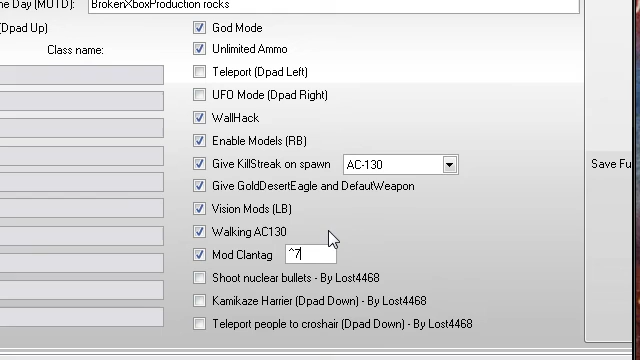 me Day (MOTD): BrokenXboxProduction rocks
(Dpad Up)
Class name:
God Mode
Unlimited Ammo
Teleport (Dpad Left)
UFO Mode (Dpad Right)
WallHack
Enable Models (RB)
Give KillStreak on spawn AC-130
Save Fu
Give GoldDesertEagle and DefautWeapon
Vision Mods (LB)
Walking AC130
Mod Clantag ^7
Shoot nuclear bullets - By Lost4468
Kamikaze Harrier (Dpad Down) - By Lost4468
Teleport people to croshair (Dpad Down) - By Lost4468